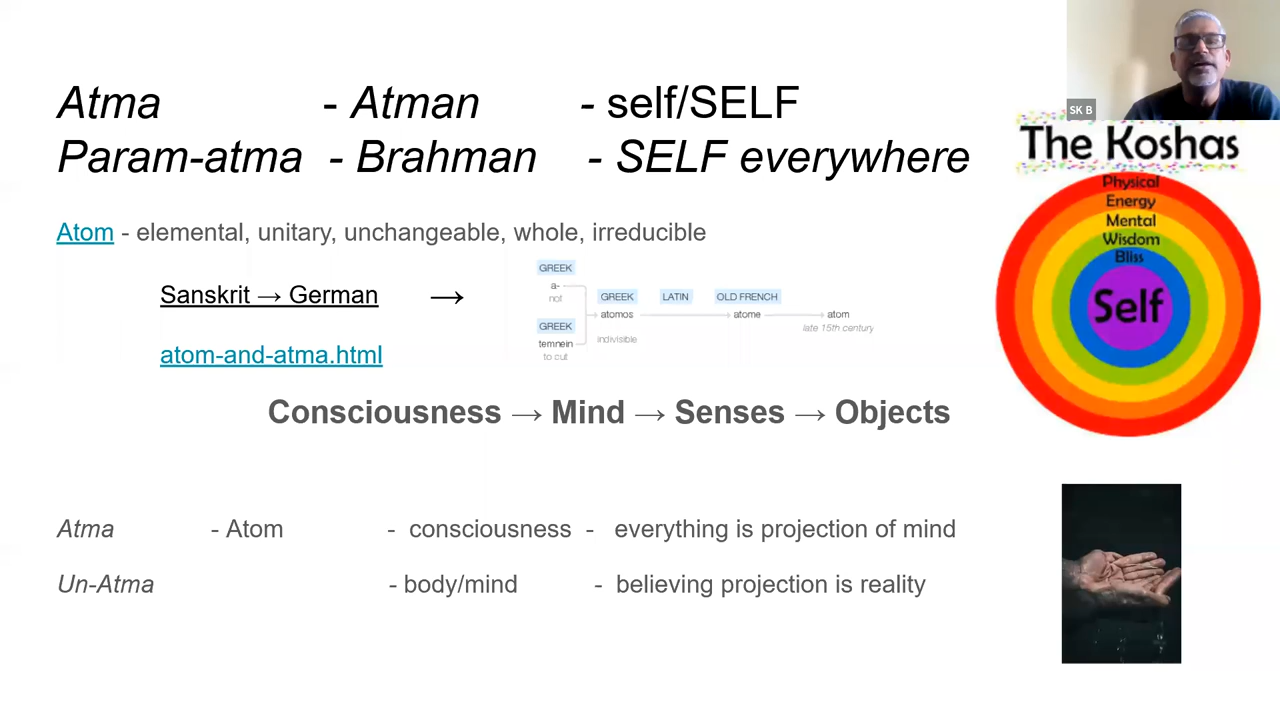 Atma - Atman - self/SELF
Param-atma - Brahman - SELF everywhere
Atom - elemental, unitary, unchangeable, whole, irreducible
Sanskrit → German →
atom-and-atma.html
GREEK
a-
not
GREEK
temnein
to cut
GREEK
atomos
indivisible
LATIN
OLD FRENCH
atome
atom
late 15th century
Consciousness → Mind → Senses → Objects
Atma - Atom - consciousness - everything is projection of mind
Un-Atma - body/mind - believing projection is reality
SK B
The Koshas
Physical
Energy
Mental
Wisdom
Bliss
Self